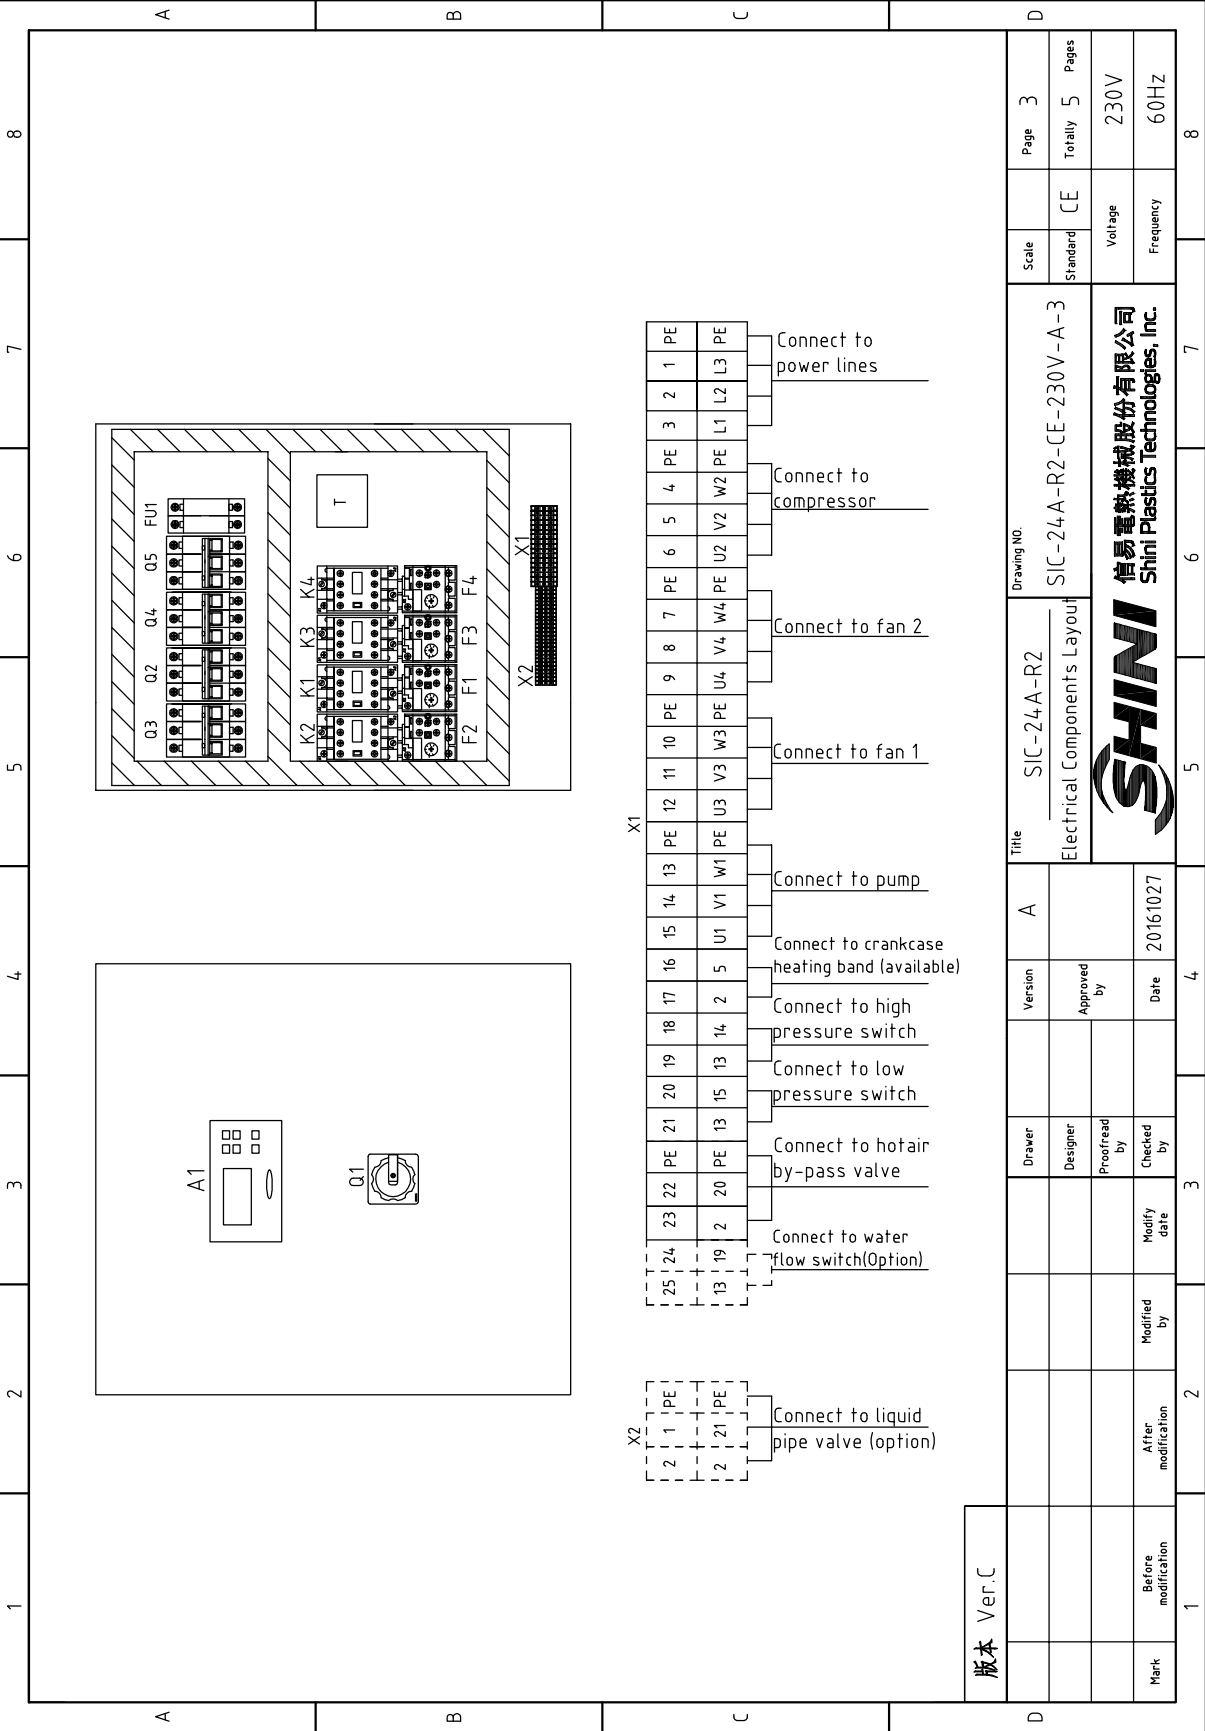 1 2 3 4 5 6 7 8
A
B
C
D
A1
Q1
Q3 Q2 Q4 Q5 FU1
K2 K1 K3 K4
T
F2 F1 F3 F4
X2 X1
X2
2 1 PE
2 21 PE
Connect to liquid
pipe valve (option)
X1
25 24 23 22 PE 21 20 19 18 17 16 15 14 13 PE 12 11 10 PE 9 8 7 PE 6 5 4 PE 3 2 1 PE
13 19 2 20 PE 13 15 13 14 2 5 U1 V1 W1 PE U3 V3 W3 PE U4 V4 W4 PE U2 V2 W2 PE L1 L2 L3 PE
Connect to water
flow switch(Option)
Connect to hotair
by-pass valve
Connect to low
pressure switch
Connect to high
pressure switch
Connect to crankcase
heating band (available)
Connect to pump
Connect to fan 1
Connect to fan 2
Connect to
compressor
Connect to
power lines
版本 Ver.C
Mark
Before
modification
After
modification
Modified
by
Modify
date
Drawer
Designer
Proofread
by
Checked
by
Version A
Approved
by
Date 20161027
Title
SIC-24A-R2
Electrical Components Layout
Drawing NO.
SIC-24A-R2-CE-230V-A-3
SHINI
信易電熱機械股份有限公司
Shini Plastics Technologies, Inc.
Scale
Page 3
Standard CE
Totally 5 Pages
Voltage 230V
Frequency 60HZ
A
B
C
D
1 2 3 4 5 6 7 8